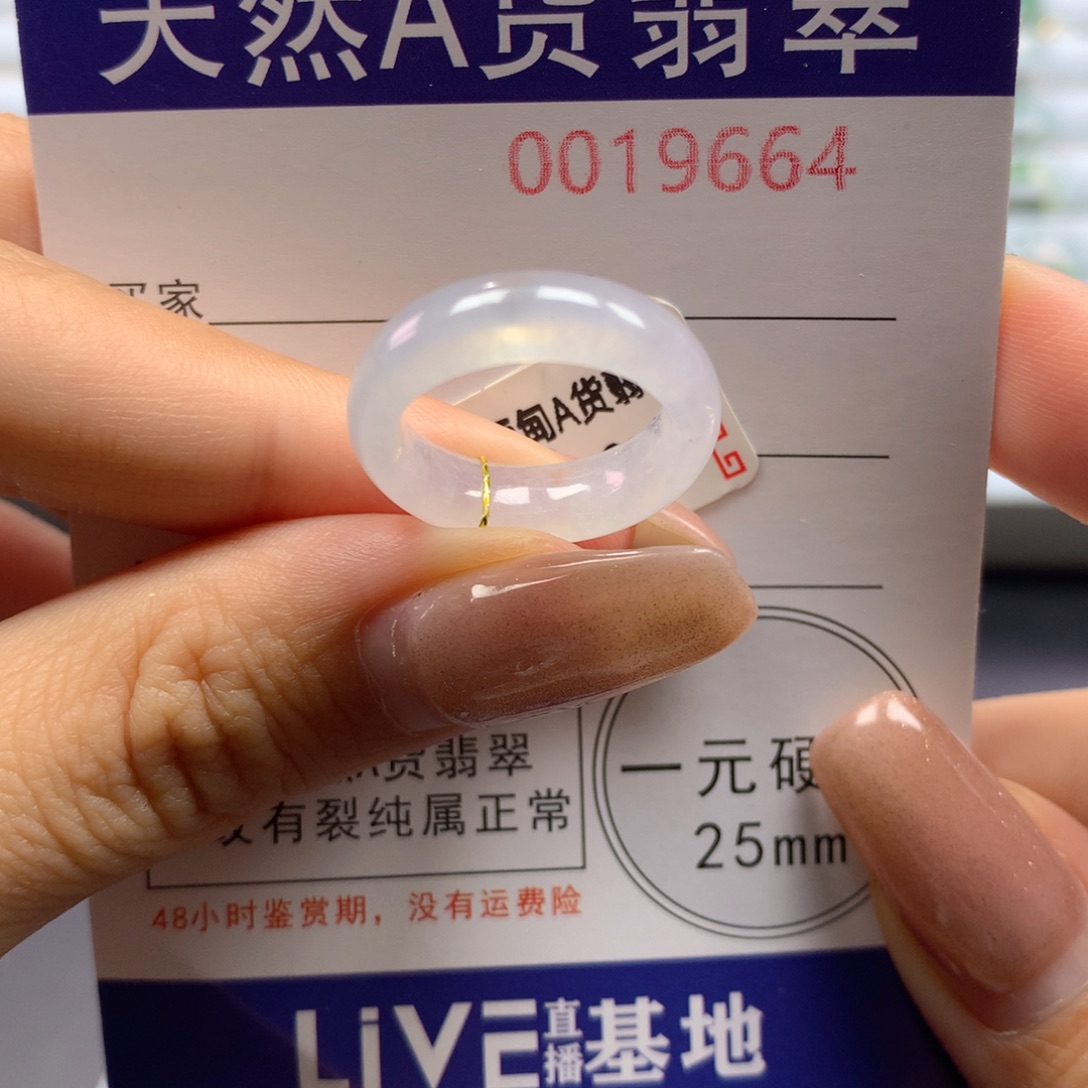 天然A货翡翠
0019664
买家
甸A货翡
A货翡翠
有裂纯属正常
一元硬
25mm
48小时鉴赏期，没有运费险
LiVE直播基地